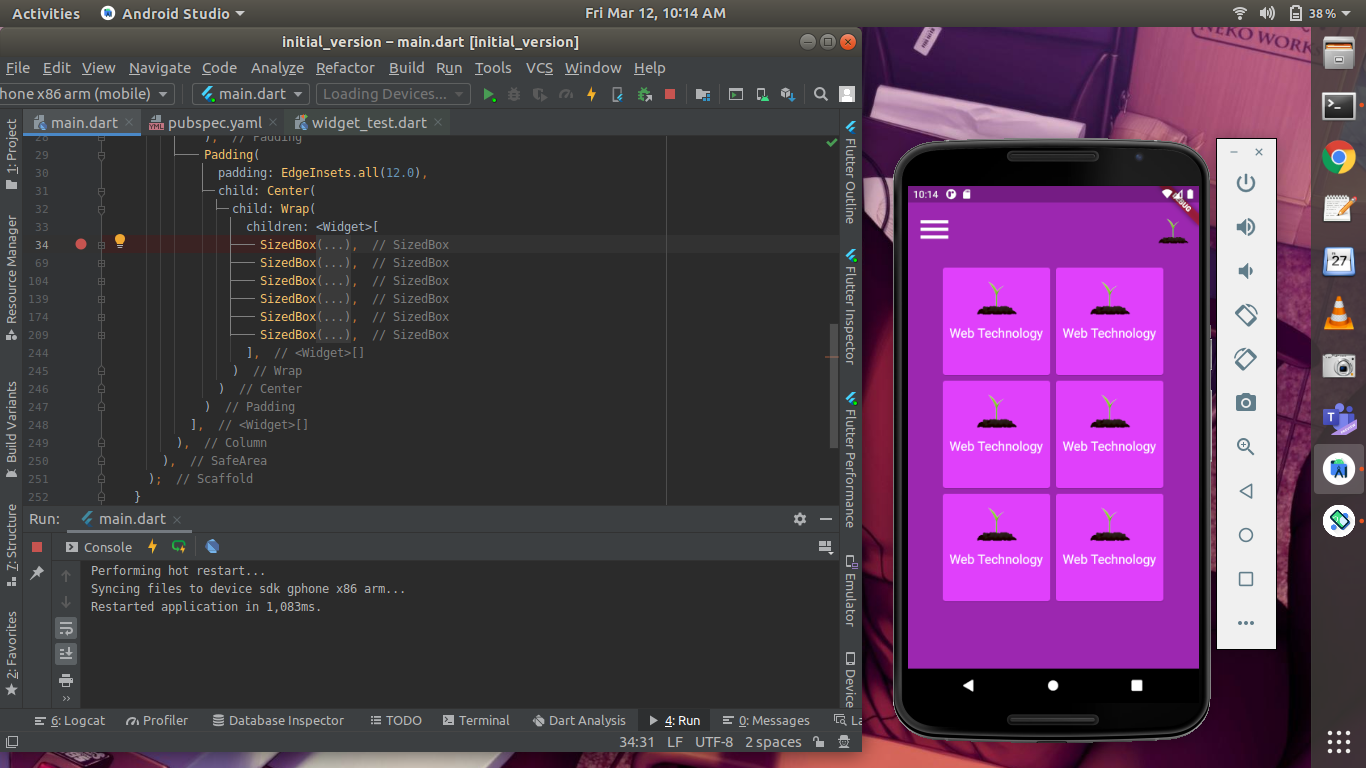 Activities Android Studio Fri Mar 12, 10:14 AM 38 %
initial_version – main.dart [initial_version]
File Edit View Navigate Code Analyze Refactor Build Run Tools VCS Window Help
hone x86 arm (mobile) main.dart Loading Devices...
main.dart pubspec.yaml widget_test.dart
28 ), // Padding
29 Padding(
30 padding: EdgeInsets.all(12.0),
31 child: Center(
32 child: Wrap(
33 children: <Widget>[
34 SizedBox(...), // SizedBox
69 SizedBox(...), // SizedBox
104 SizedBox(...), // SizedBox
139 SizedBox(...), // SizedBox
174 SizedBox(...), // SizedBox
209 SizedBox(...), // SizedBox
244 ], // <Widget>[]
245 ) // Wrap
246 ) // Center
247 ) // Padding
248 ], // <Widget>[]
249 ), // Column
250 ), // SafeArea
251 ); // Scaffold
252 }
1: Project
Resource Manager
Build Variants
7: Structure
2: Favorites
Flutter Outline
Flutter Inspector
Flutter Performance
Emulator
Device
Run: main.dart
Console
Performing hot restart...
Syncing files to device sdk gphone x86 arm...
Restarted application in 1,083ms.
6: Logcat Profiler Database Inspector TODO Terminal Dart Analysis 4: Run 0: Messages La
34:31 LF UTF-8 2 spaces
NEKO WORK
10:14
DEBUG
Web Technology Web Technology
Web Technology Web Technology
Web Technology Web Technology
27